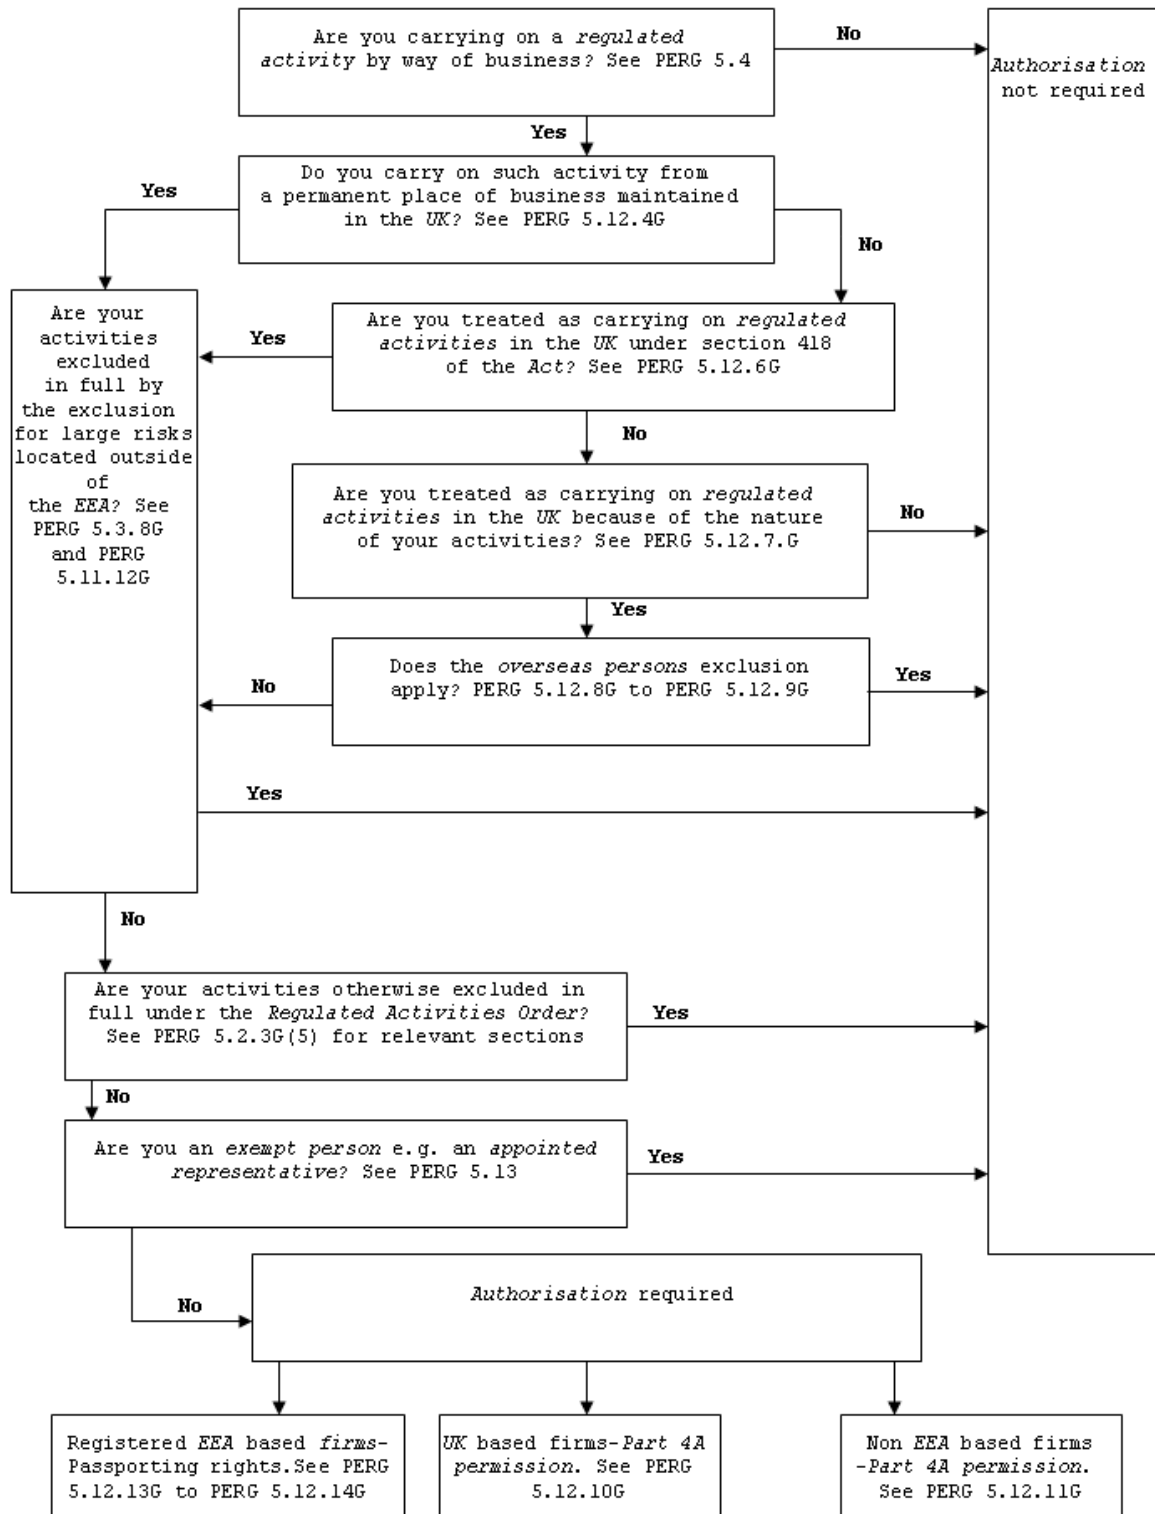 Are you carrying on a regulated
activity by way of business? See PERG 5.4
No
Authorisation
not required
Yes
Do you carry on such activity from
a permanent place of business maintained
in the UK? See PERG 5.12.4G
Yes
No
Are your
activities
excluded
in full by
the exclusion
for large risks
located outside
of
the EEA? See
PERG 5.3.8G
and PERG
5.11.12G
Are you treated as carrying on regulated
activities in the UK under section 418
of the Act? See PERG 5.12.6G
Yes
No
Are you treated as carrying on regulated
activities in the UK because of the nature
of your activities? See PERG 5.12.7.G
No
Yes
Does the overseas persons exclusion
apply? PERG 5.12.8G to PERG 5.12.9G
No
Yes
Yes
No
Are your activities otherwise excluded in
full under the Regulated Activities Order?
See PERG 5.2.3G(5) for relevant sections
Yes
No
Are you an exempt person e.g. an appointed
representative? See PERG 5.13
Yes
No
Authorisation required
Registered EEA based firms-
Passporting rights.See PERG
5.12.13G to PERG 5.12.14G
UK based firms-Part 4A
permission. See PERG
5.12.10G
Non EEA based firms
-Part 4A permission.
See PERG 5.12.11G